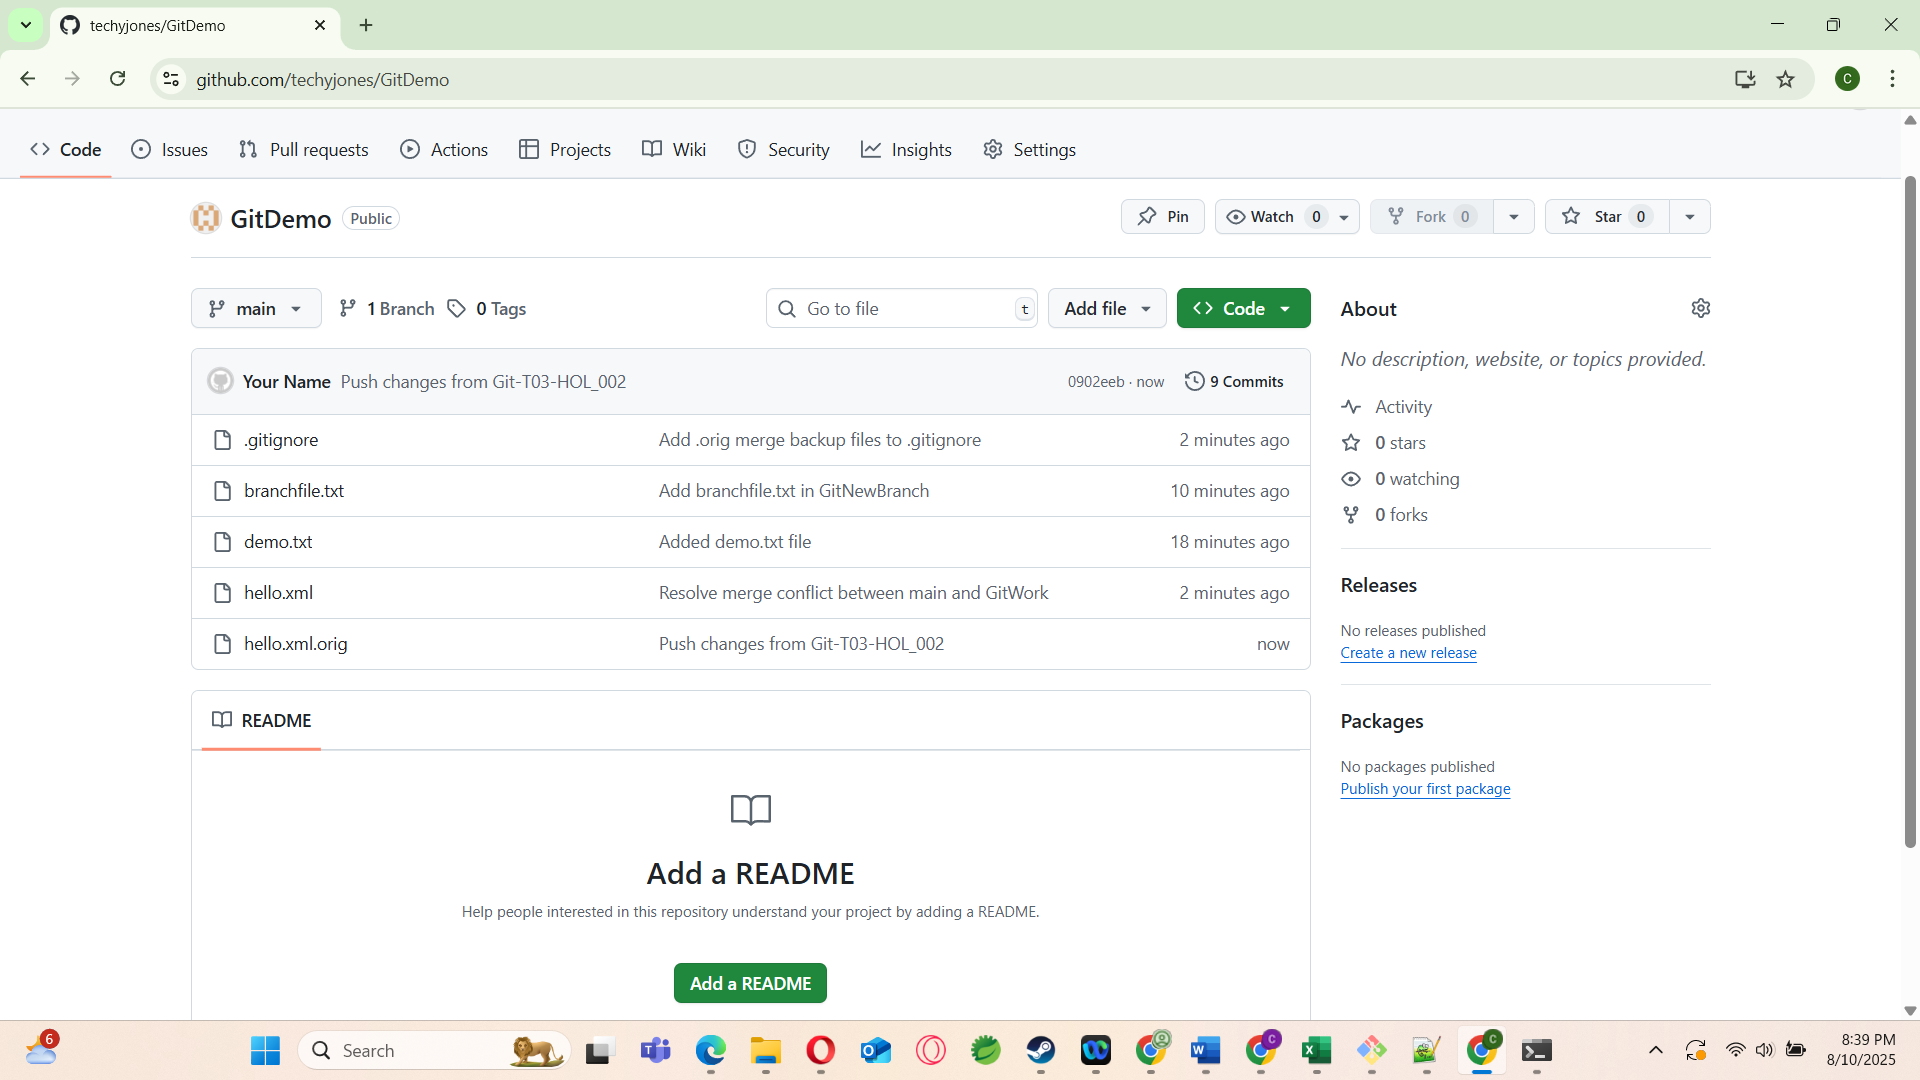 techyjones/GitDemo
github.com/techyjones/GitDemo
C
Code Issues Pull requests Actions Projects Wiki Security Insights Settings
GitDemo Public
Pin Watch 0 Fork 0 Star 0
main 1 Branch 0 Tags Go to file t Add file Code
Your Name Push changes from Git-T03-HOL_002 0902eeb · now 9 Commits
.gitignore Add .orig merge backup files to .gitignore 2 minutes ago
branchfile.txt Add branchfile.txt in GitNewBranch 10 minutes ago
demo.txt Added demo.txt file 18 minutes ago
hello.xml Resolve merge conflict between main and GitWork 2 minutes ago
hello.xml.orig Push changes from Git-T03-HOL_002 now
README
Add a README
Help people interested in this repository understand your project by adding a README.
Add a README
About
No description, website, or topics provided.
Activity
0 stars
0 watching
0 forks
Releases
No releases published
Create a new release
Packages
No packages published
Publish your first package
6
Search
C
C
8:39 PM
8/10/2025